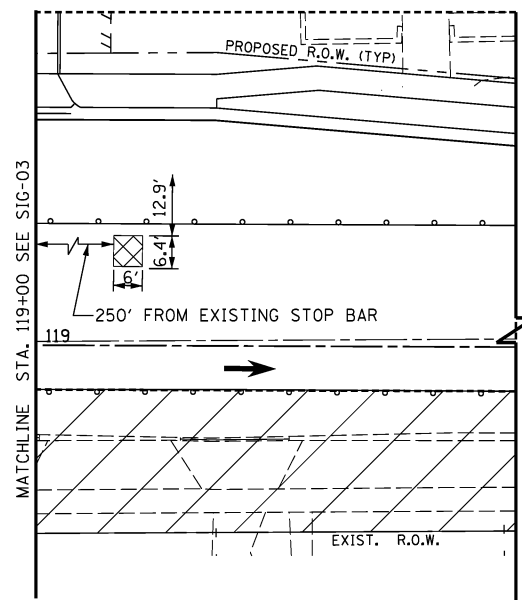 PROPOSED R.O.W. (TYP)
MATCHLINE STA. 119+00 SEE SIG-03
12.9'
6.4'
6'
250' FROM EXISTING STOP BAR
119
EXIST. R.O.W.